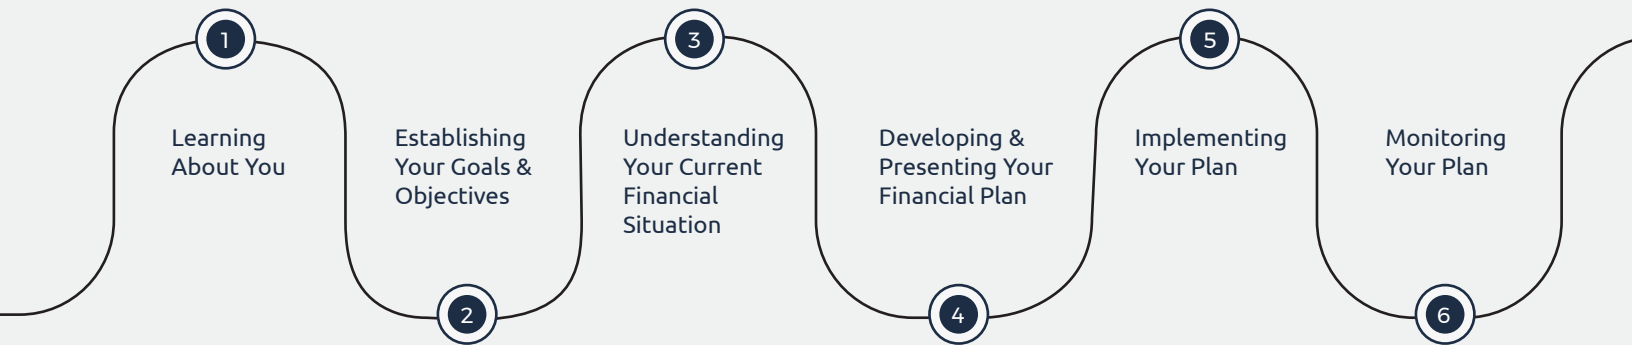 1
Learning
About You
2
Establishing
Your Goals &
Objectives
3
Understanding
Your Current
Financial
Situation
4
Developing &
Presenting Your
Financial Plan
5
Implementing
Your Plan
6
Monitoring
Your Plan